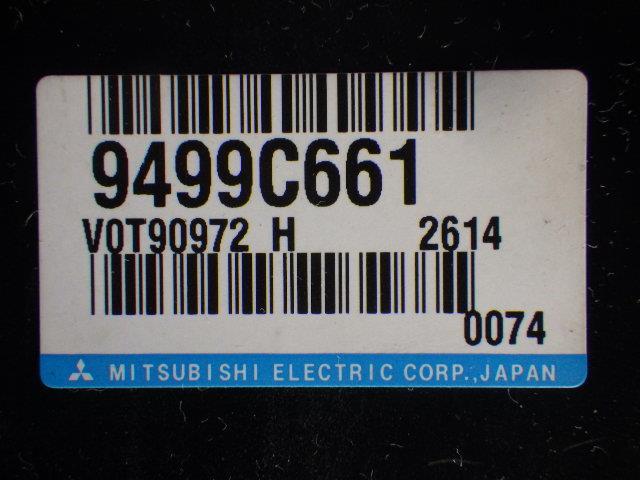 9499C661
V0T90972 H 2614
0074
MITSUBISHI ELECTRIC CORP.,JAPAN